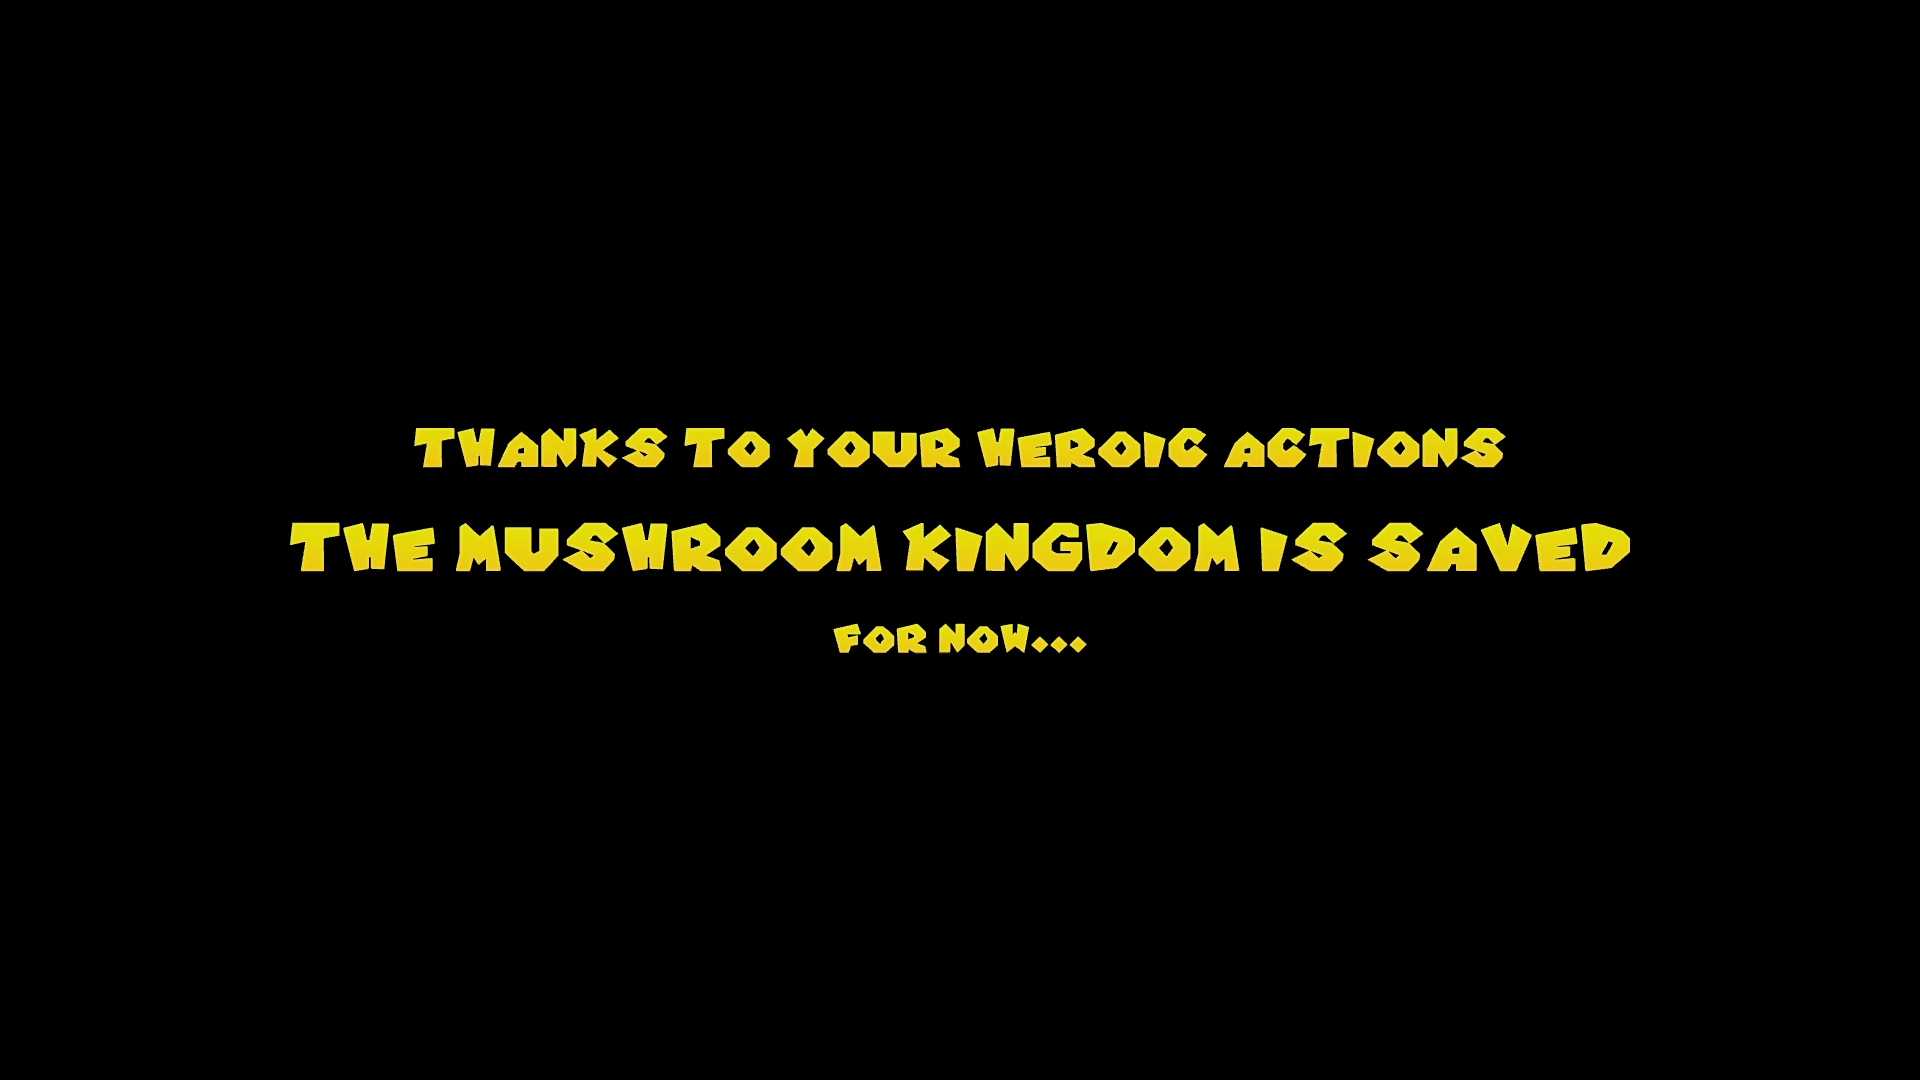 THANKS TO YOUR HEROIC ACTIONS
THE MUSHROOM KINGDOM IS SAVED
FOR NOW...